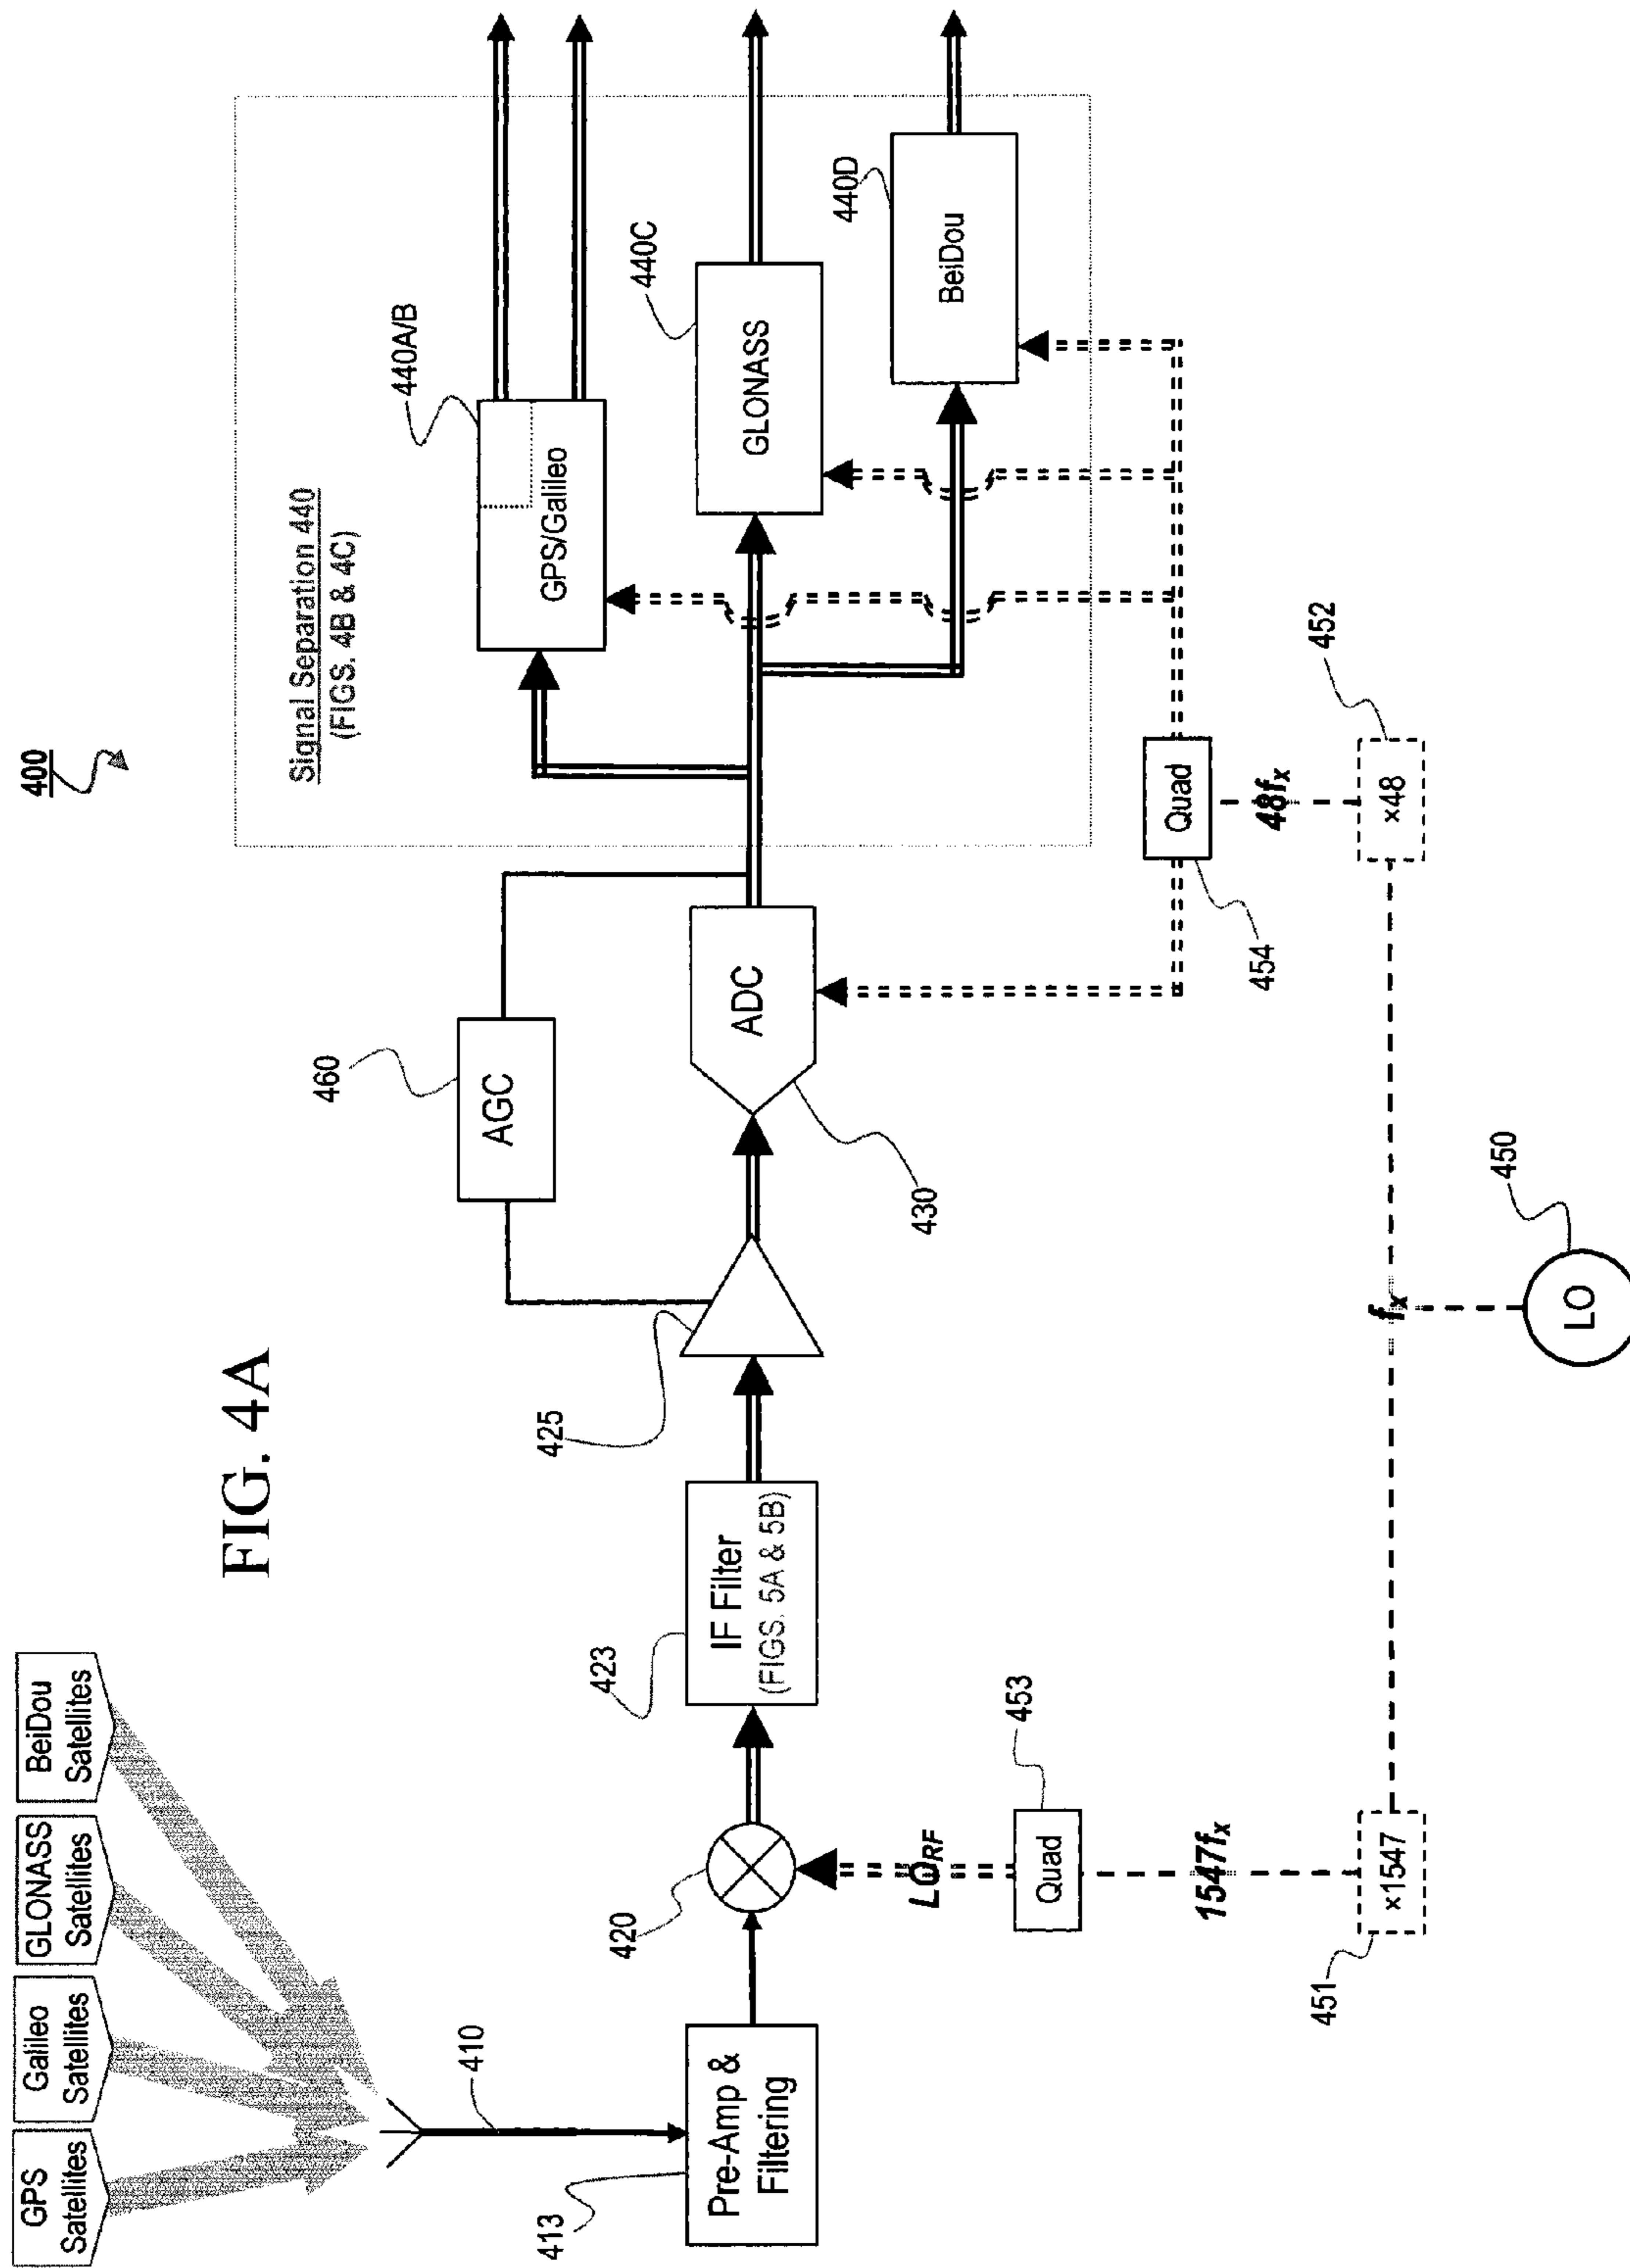 400
FIG. 4A
GPS
Satellites
Galileo
Satellites
GLONASS
Satellites
BeiDou
Satellites
410
413
Pre-Amp &
Filtering
420
423
IF Filter
(FIGS. 5A & 5B)
425
460
AGC
430
ADC
Signal Separation 440
(FIGS. 4B & 4C)
440A/B
GPS/Galileo
440C
GLONASS
440D
BeiDou
LO_RF
453
Quad
1547f_x
451
×1547
f_x
450
LO
454
Quad
48f_x
452
×48